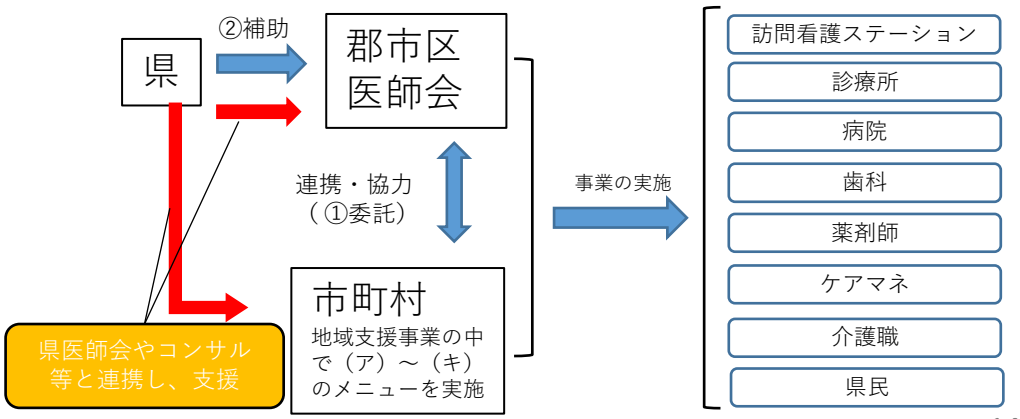 ②補助
県
郡市区
医師会
連携・協力
（①委託）
市町村
地域支援事業の中
で（ア）～（キ）
のメニューを実施
県医師会やコンサル
等と連携し、支援
事業の実施
訪問看護ステーション
診療所
病院
歯科
薬剤師
ケアマネ
介護職
県民